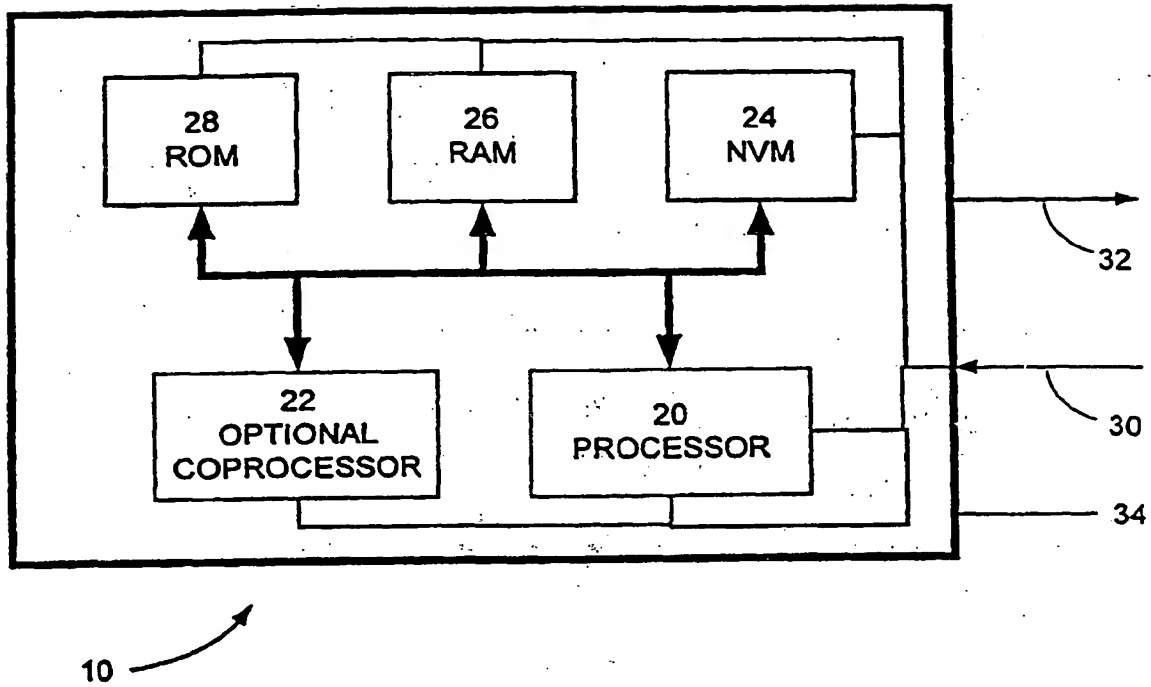 28
ROM
26
RAM
24
NVM
32
22
OPTIONAL
COPROCESSOR
20
PROCESSOR
30
34
10